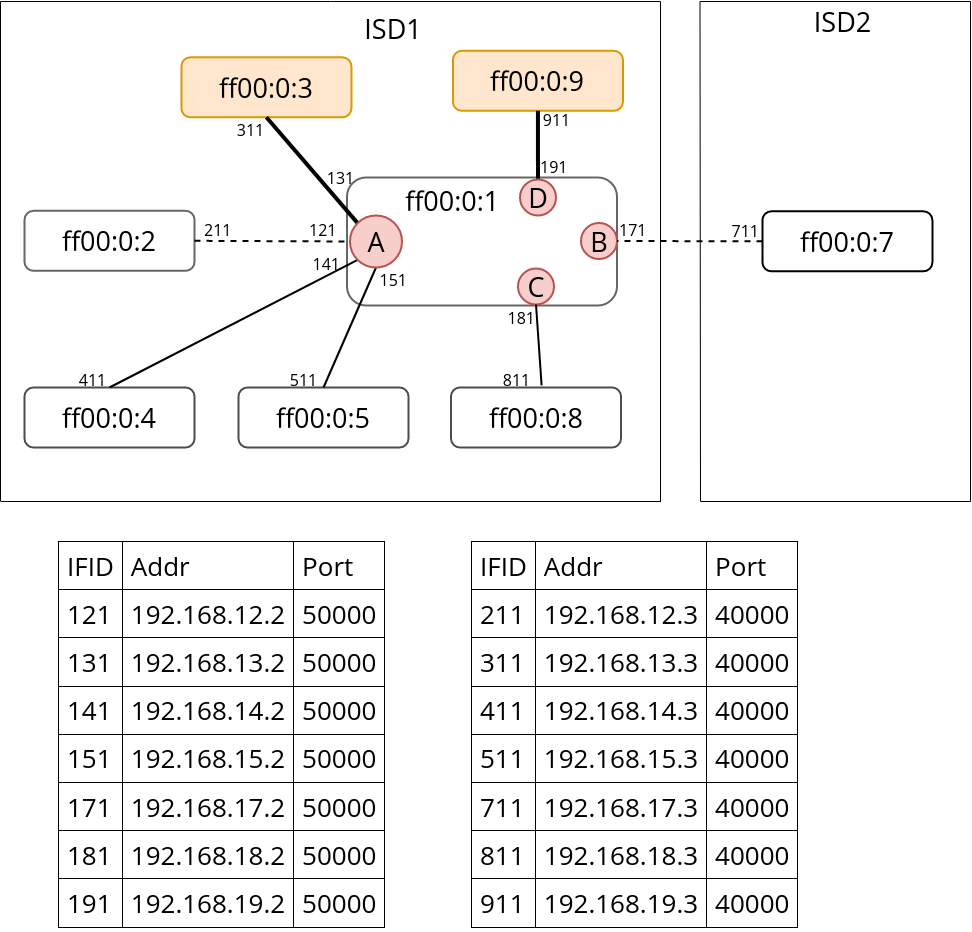 ISD1
ISD2
ff00:0:3
ff00:0:9
311
911
131
191
ff00:0:1
D
ff00:0:2
211
121
A
B
171
711
ff00:0:7
141
151
C
181
411
511
811
ff00:0:4
ff00:0:5
ff00:0:8
IFID Addr Port
121 192.168.12.2 50000
131 192.168.13.2 50000
141 192.168.14.2 50000
151 192.168.15.2 50000
171 192.168.17.2 50000
181 192.168.18.2 50000
191 192.168.19.2 50000
IFID Addr Port
211 192.168.12.3 40000
311 192.168.13.3 40000
411 192.168.14.3 40000
511 192.168.15.3 40000
711 192.168.17.3 40000
811 192.168.18.3 40000
911 192.168.19.3 40000